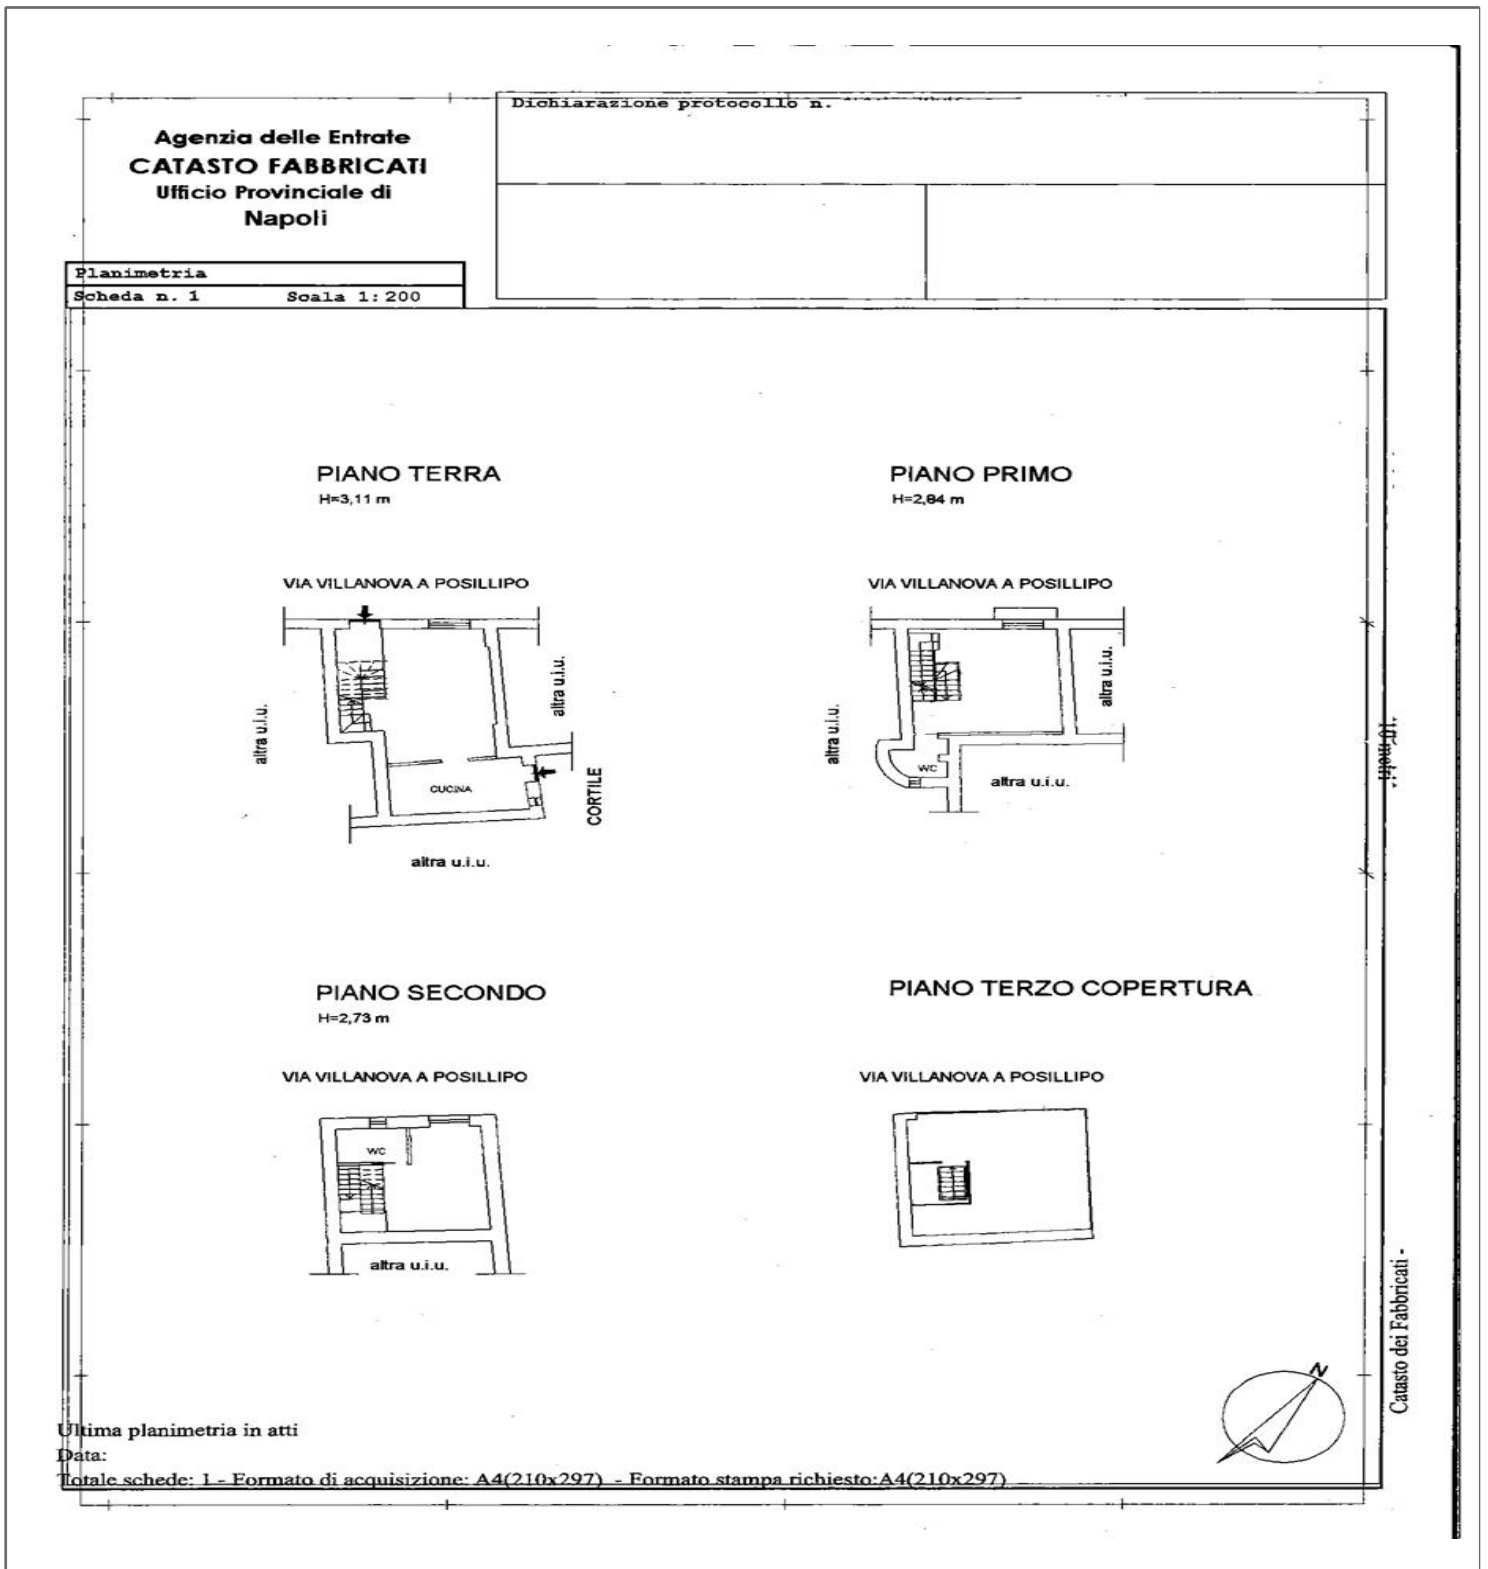 Dichiarazione protocollo n.
Agenzia delle Entrate
CATASTO FABBRICATI
Ufficio Provinciale di
Napoli
Planimetria
Scheda n. 1 Scala 1:200
PIANO TERRA
H=3,11 m
VIA VILLANOVA A POSILLIPO
altra u.i.u.
altra u.i.u.
CUCINA
CORTILE
altra u.i.u.
PIANO PRIMO
H=2,84 m
VIA VILLANOVA A POSILLIPO
altra u.i.u.
altra u.i.u.
WC
altra u.i.u.
10 metri
PIANO SECONDO
H=2,73 m
VIA VILLANOVA A POSILLIPO
WC
altra u.i.u.
PIANO TERZO COPERTURA
VIA VILLANOVA A POSILLIPO
N
Catasto dei Fabbricati -
Ultima planimetria in atti
Data:
Totale schede: 1 - Formato di acquisizione: A4(210x297) - Formato stampa richiesto: A4(210x297)